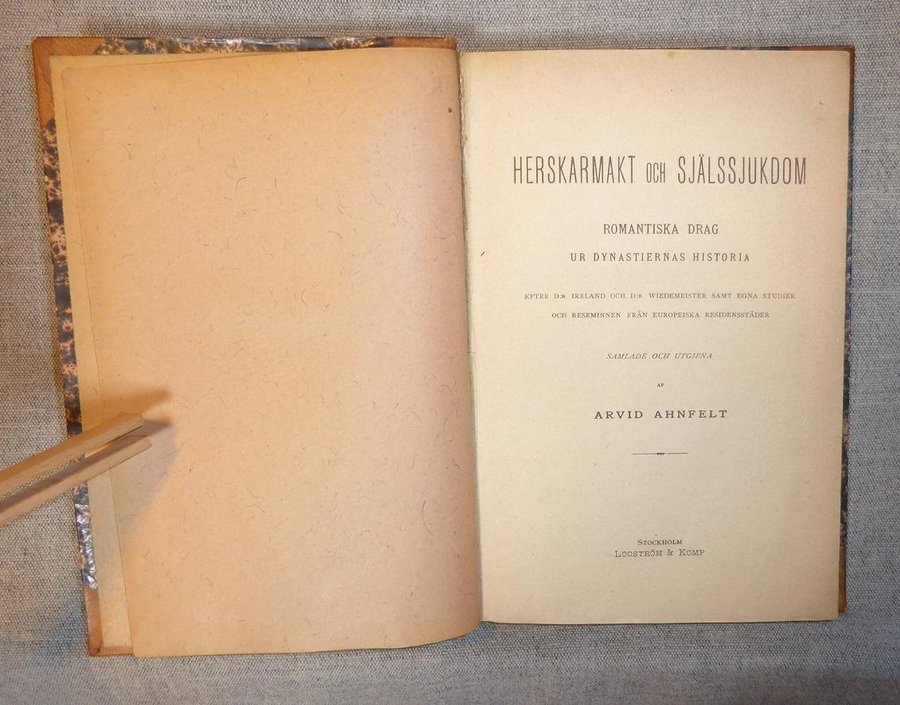 HERSKARMAKT OCH SJÄLSSJUKDOM
ROMANTISKA DRAG
UR DYNASTIERNAS HISTORIA
EFTER D:R IRELAND OCH D:R WIEDEMEISTER SAMT EGNA STUDIER
OCH RESEMINNEN FRÅN EUROPEISKA RESIDENSSTÄDER
SAMLADE OCH UTGIFNA
AF
ARVID AHNFELT
STOCKHOLM
LOOSTRÖM & KOMP